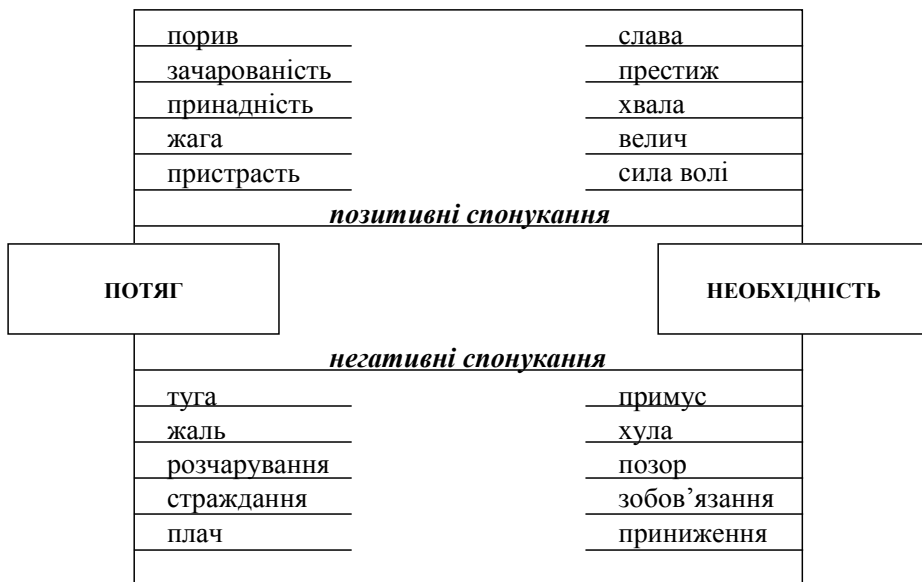 порив слава
зачарованість престиж
принадність хвала
жага велич
пристрасть сила волі
позитивні спонукання
ПОТЯГ НЕОБХІДНІСТЬ
негативні спонукання
туга примус
жаль хула
розчарування позор
страждання зобов’язання
плач приниження